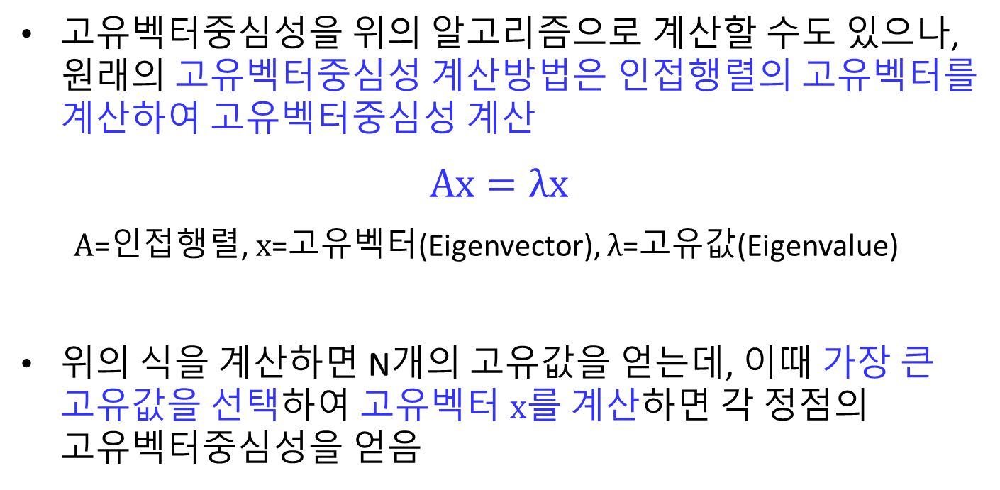 • 고유벡터중심성을 위의 알고리즘으로 계산할 수도 있으나,
원래의 고유벡터중심성 계산방법은 인접행렬의 고유벡터를
계산하여 고유벡터중심성 계산
Ax = λx
A=인접행렬, x=고유벡터(Eigenvector), λ=고유값(Eigenvalue)
• 위의 식을 계산하면 N개의 고유값을 얻는데, 이때 가장 큰
고유값을 선택하여 고유벡터 x를 계산하면 각 정점의
고유벡터중심성을 얻음